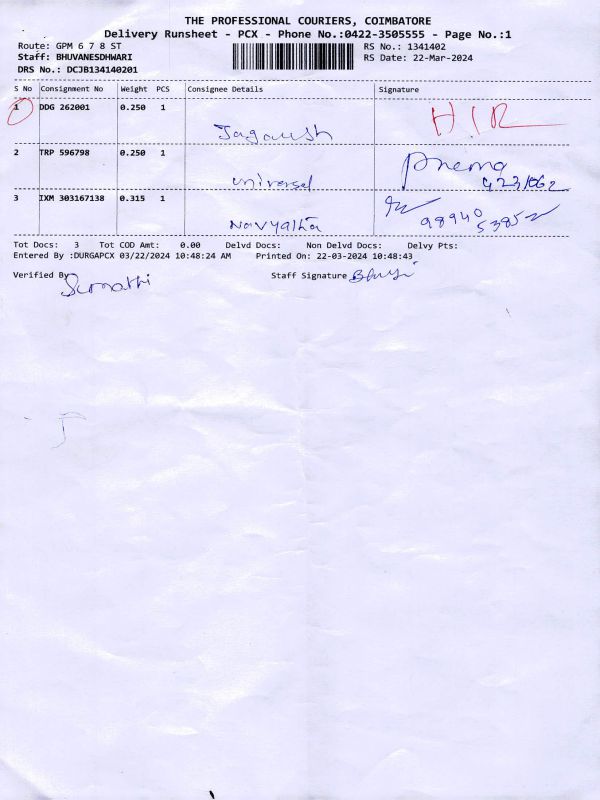 THE PROFESSIONAL COURIERS, COIMBATORE
Delivery Runsheet - PCX - Phone No.:0422-3505555 - Page No.:1
Route: GPM 6 7 8 ST RS No.: 1341402
Staff: BHUVANESDHWARI RS Date: 22-Mar-2024
DRS No.: DCJB134140201
S No Consignment No Weight PCS Consignee Details Signature
1 DDG 262001 0.250 1
Jaganesh H/R
2 TRP 596798 0.250 1
universal Prema
3 IXM 303167138 0.315 1
Navyatha 98940
53852
Tot Docs: 3 Tot COD Amt: 0.00 Delvd Docs: Non Delvd Docs: Delvy Pts:
Entered By :DURGAPCX 03/22/2024 10:48:24 AM Printed On: 22-03-2024 10:48:43
Verified By Sumathi Staff Signature